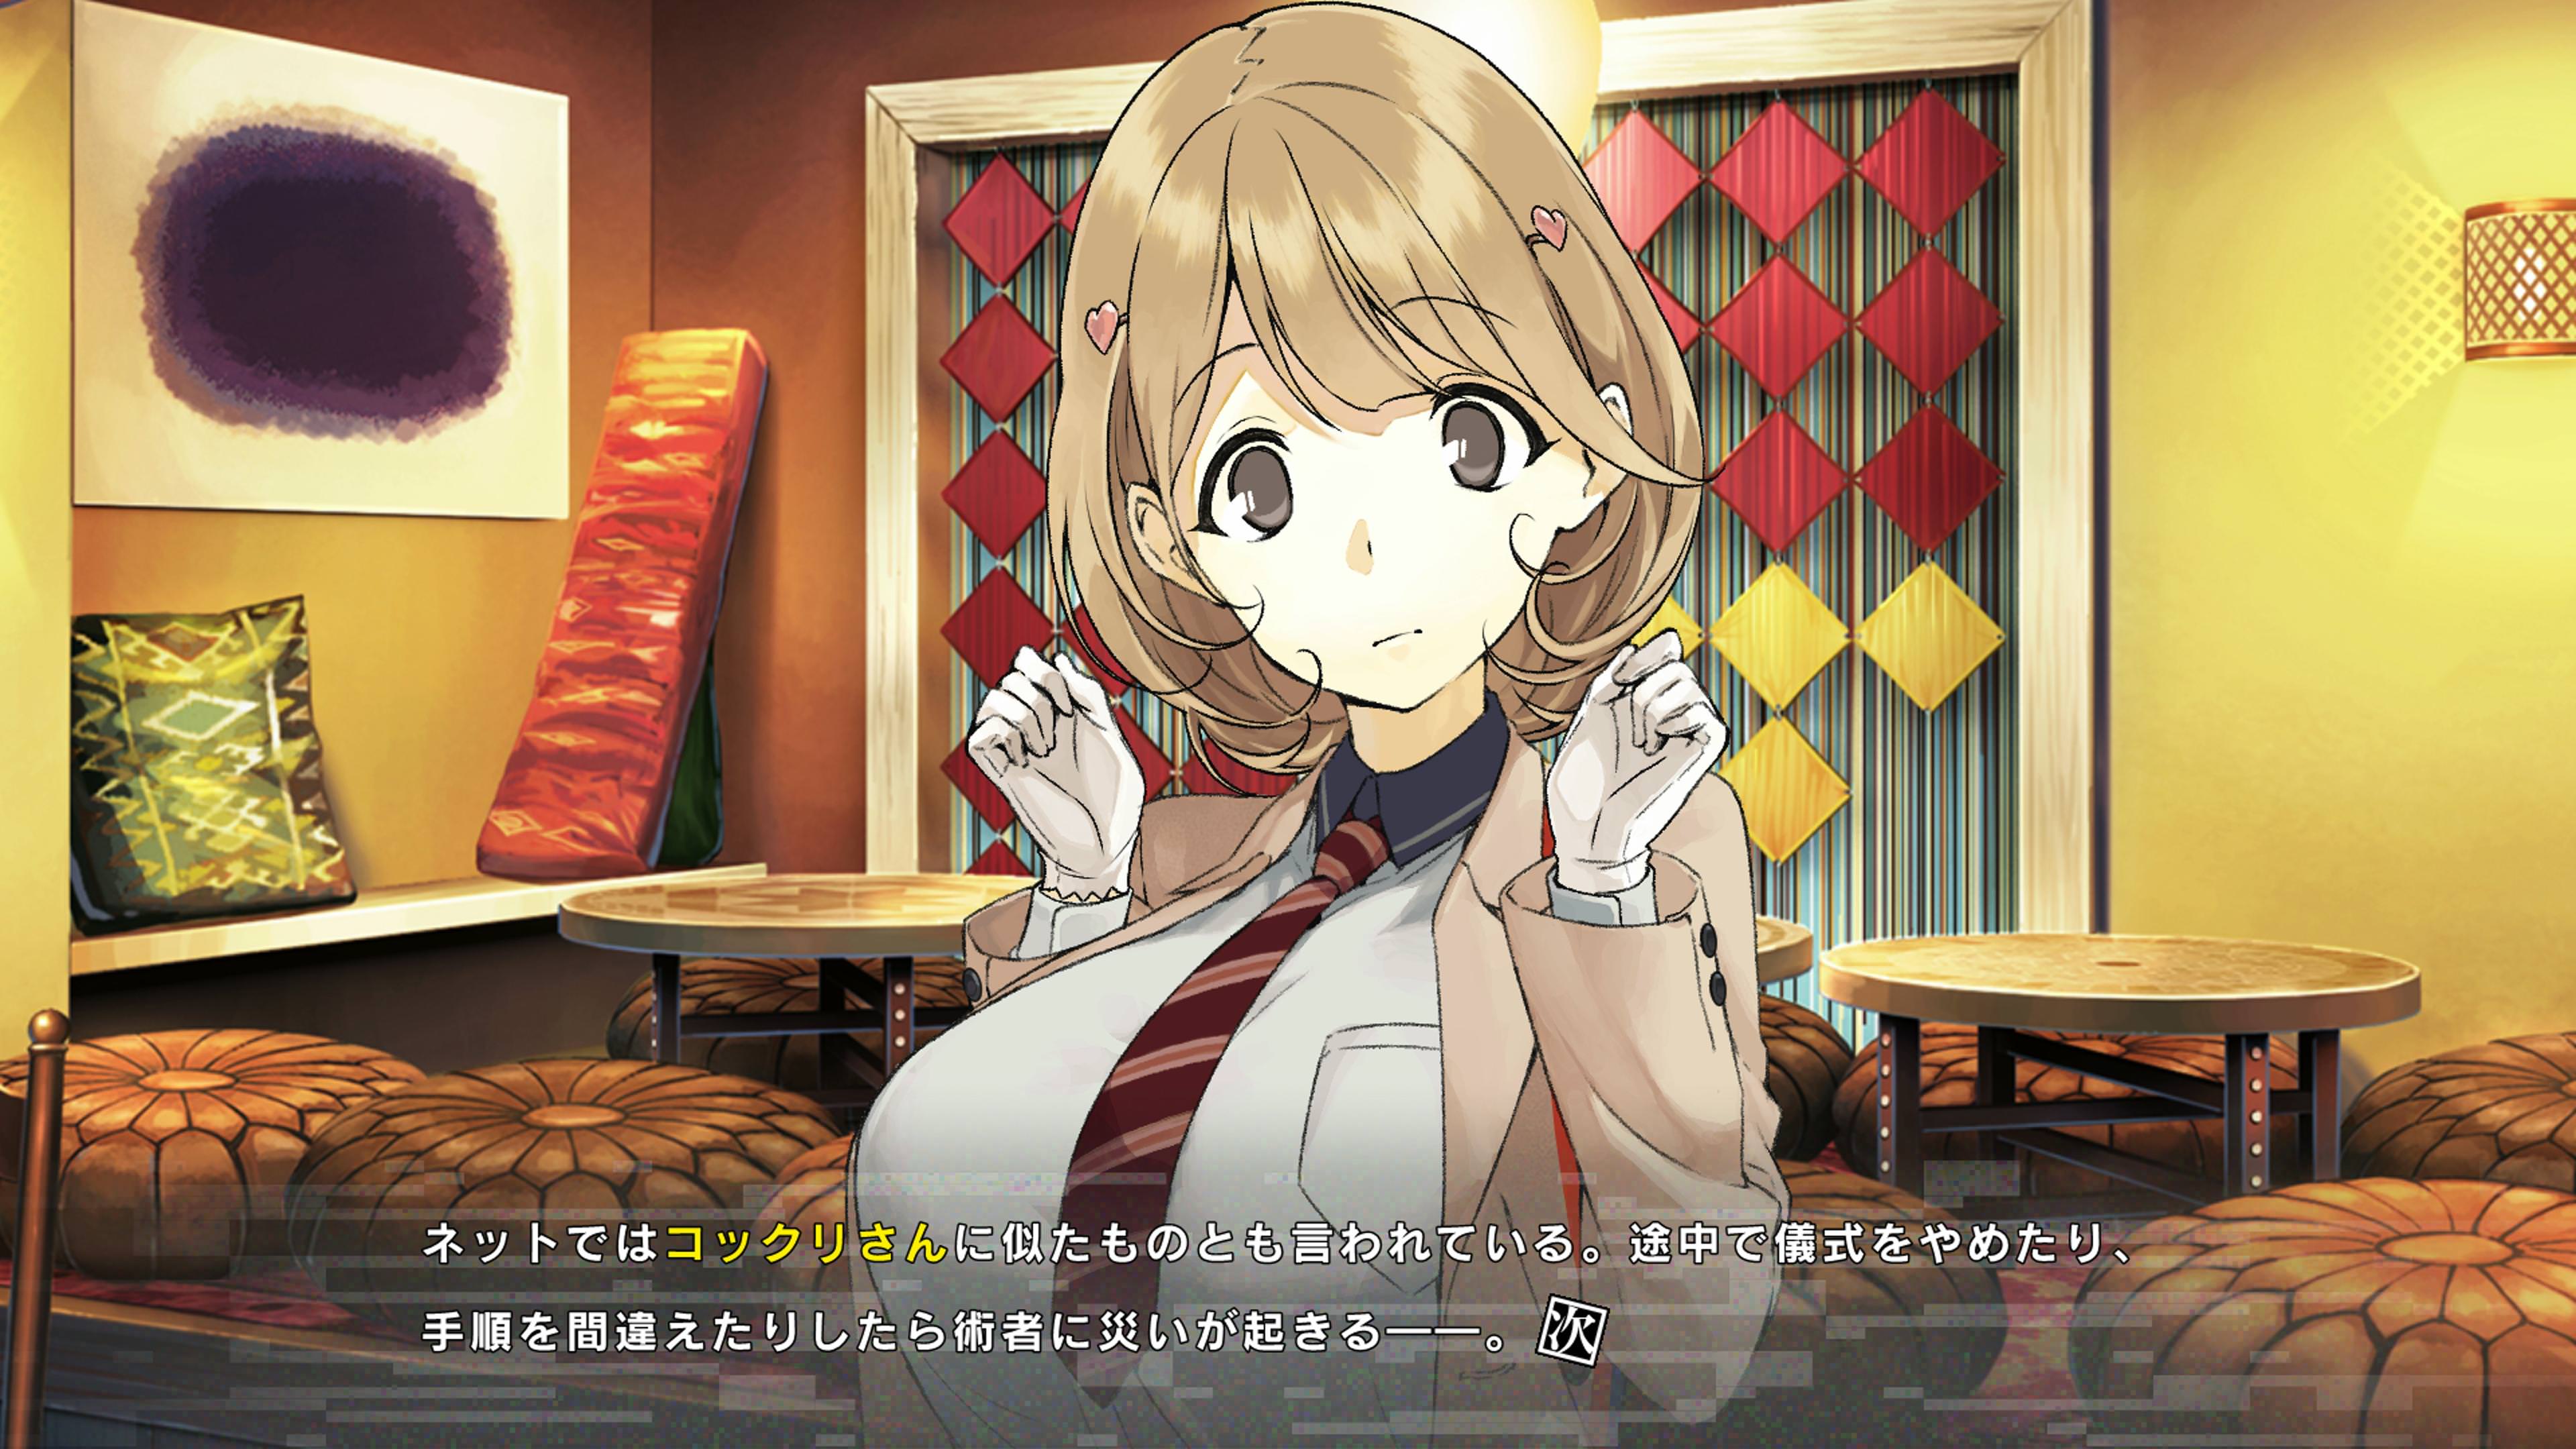 ネットではコックリさんに似たものとも言われている。途中で儀式をやめたり、
手順を間違えたりしたら術者に災いが起きる――。 次